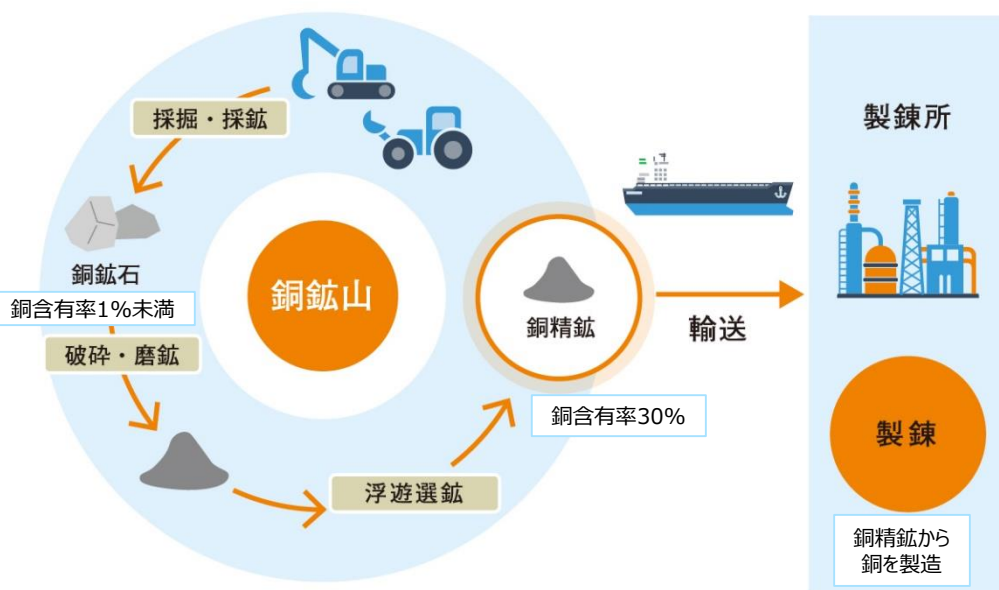 採掘・採鉱
銅鉱石
銅含有率1%未満
破砕・磨鉱
浮遊選鉱
銅鉱山
銅精鉱
銅含有率30%
輸送
製錬所
製錬
銅精鉱から
銅を製造